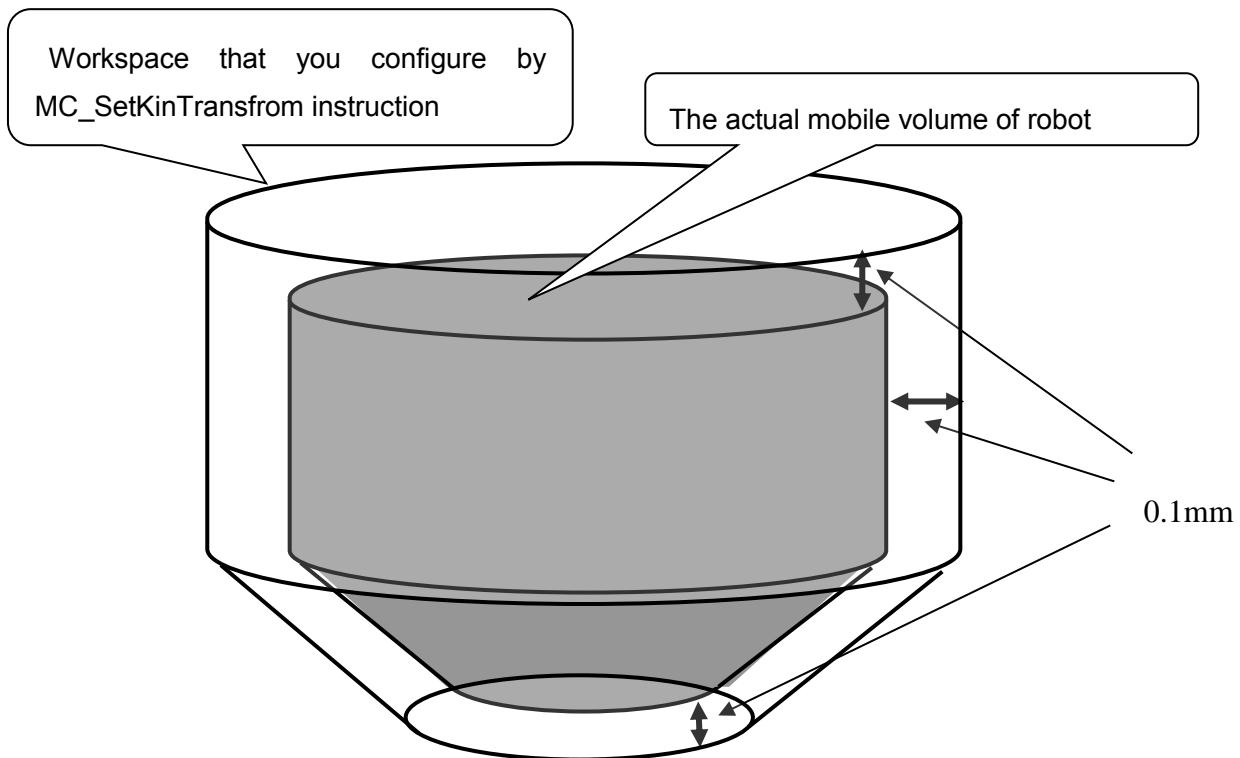 Workspace that you configure by
MC_SetKinTransfrom instruction
The actual mobile volume of robot
0.1mm